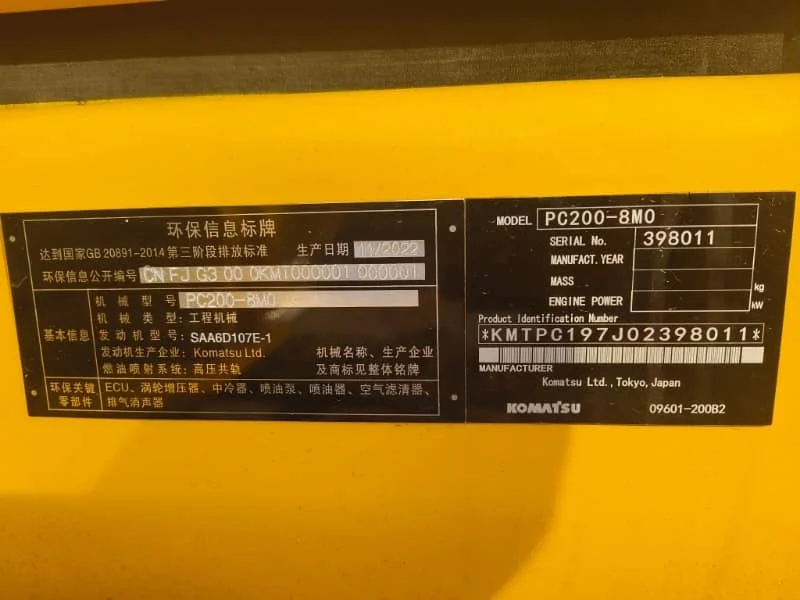 环保信息标牌
达到国家GB 20891-2014 第三阶段排放标准 生产日期 11/2022
环保信息公开编号 CN FJ G3 00 0KMT000001 000001
基本信息
机械型号 PC200-8M0
机械类型: 工程机械
发动机型号: SAA6D107E-1
发动机生产企业: Komatsu Ltd.
燃油喷射系统: 高压共轨
机械名称、生产企业
及商标见整体铭牌
环保关键
零部件
ECU、涡轮增压器、中冷器、喷油泵、喷油器、空气滤清器、
排气消声器
MODEL PC200-8M0
SERIAL No. 398011
MANUFACT. YEAR
MASS kg
ENGINE POWER kW
Product Identification Number
*KMTPC197J02398011*
MANUFACTURER
Komatsu Ltd.,Tokyo,Japan
KOMATSU 09601-200B2